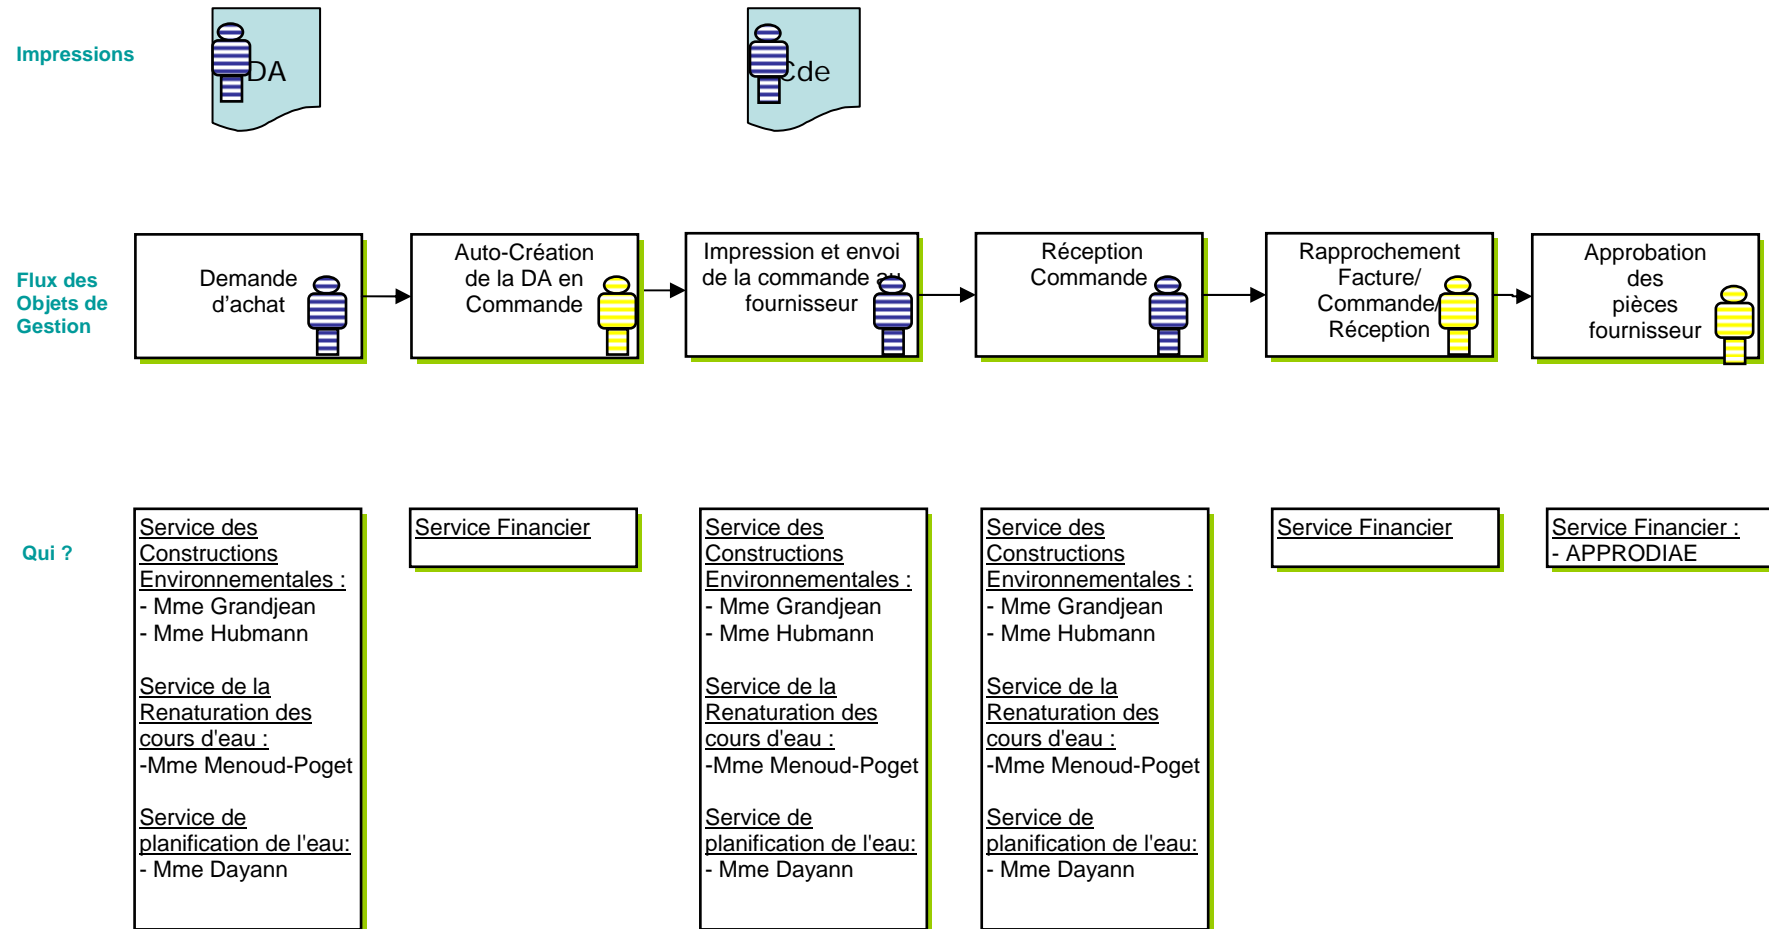 Impressions
DA
Cde
Flux des
Objets de
Gestion
Demande
d'achat
Auto-Création
de la DA en
Commande
Impression et envoi
de la commande au
fournisseur
Réception
Commande
Rapprochement
Facture/
Commande/
Réception
Approbation
des
pièces
fournisseur
Qui ?
Service des
Constructions
Environnementales :
- Mme Grandjean
- Mme Hubmann
Service de la
Renaturation des
cours d'eau :
-Mme Menoud-Poget
Service de
planification de l'eau:
- Mme Dayann
Service Financier
Service des
Constructions
Environnementales :
- Mme Grandjean
- Mme Hubmann
Service de la
Renaturation des
cours d'eau :
-Mme Menoud-Poget
Service de
planification de l'eau:
- Mme Dayann
Service des
Constructions
Environnementales :
- Mme Grandjean
- Mme Hubmann
Service de la
Renaturation des
cours d'eau :
-Mme Menoud-Poget
Service de
planification de l'eau:
- Mme Dayann
Service Financier
Service Financier :
- APPRODIAE